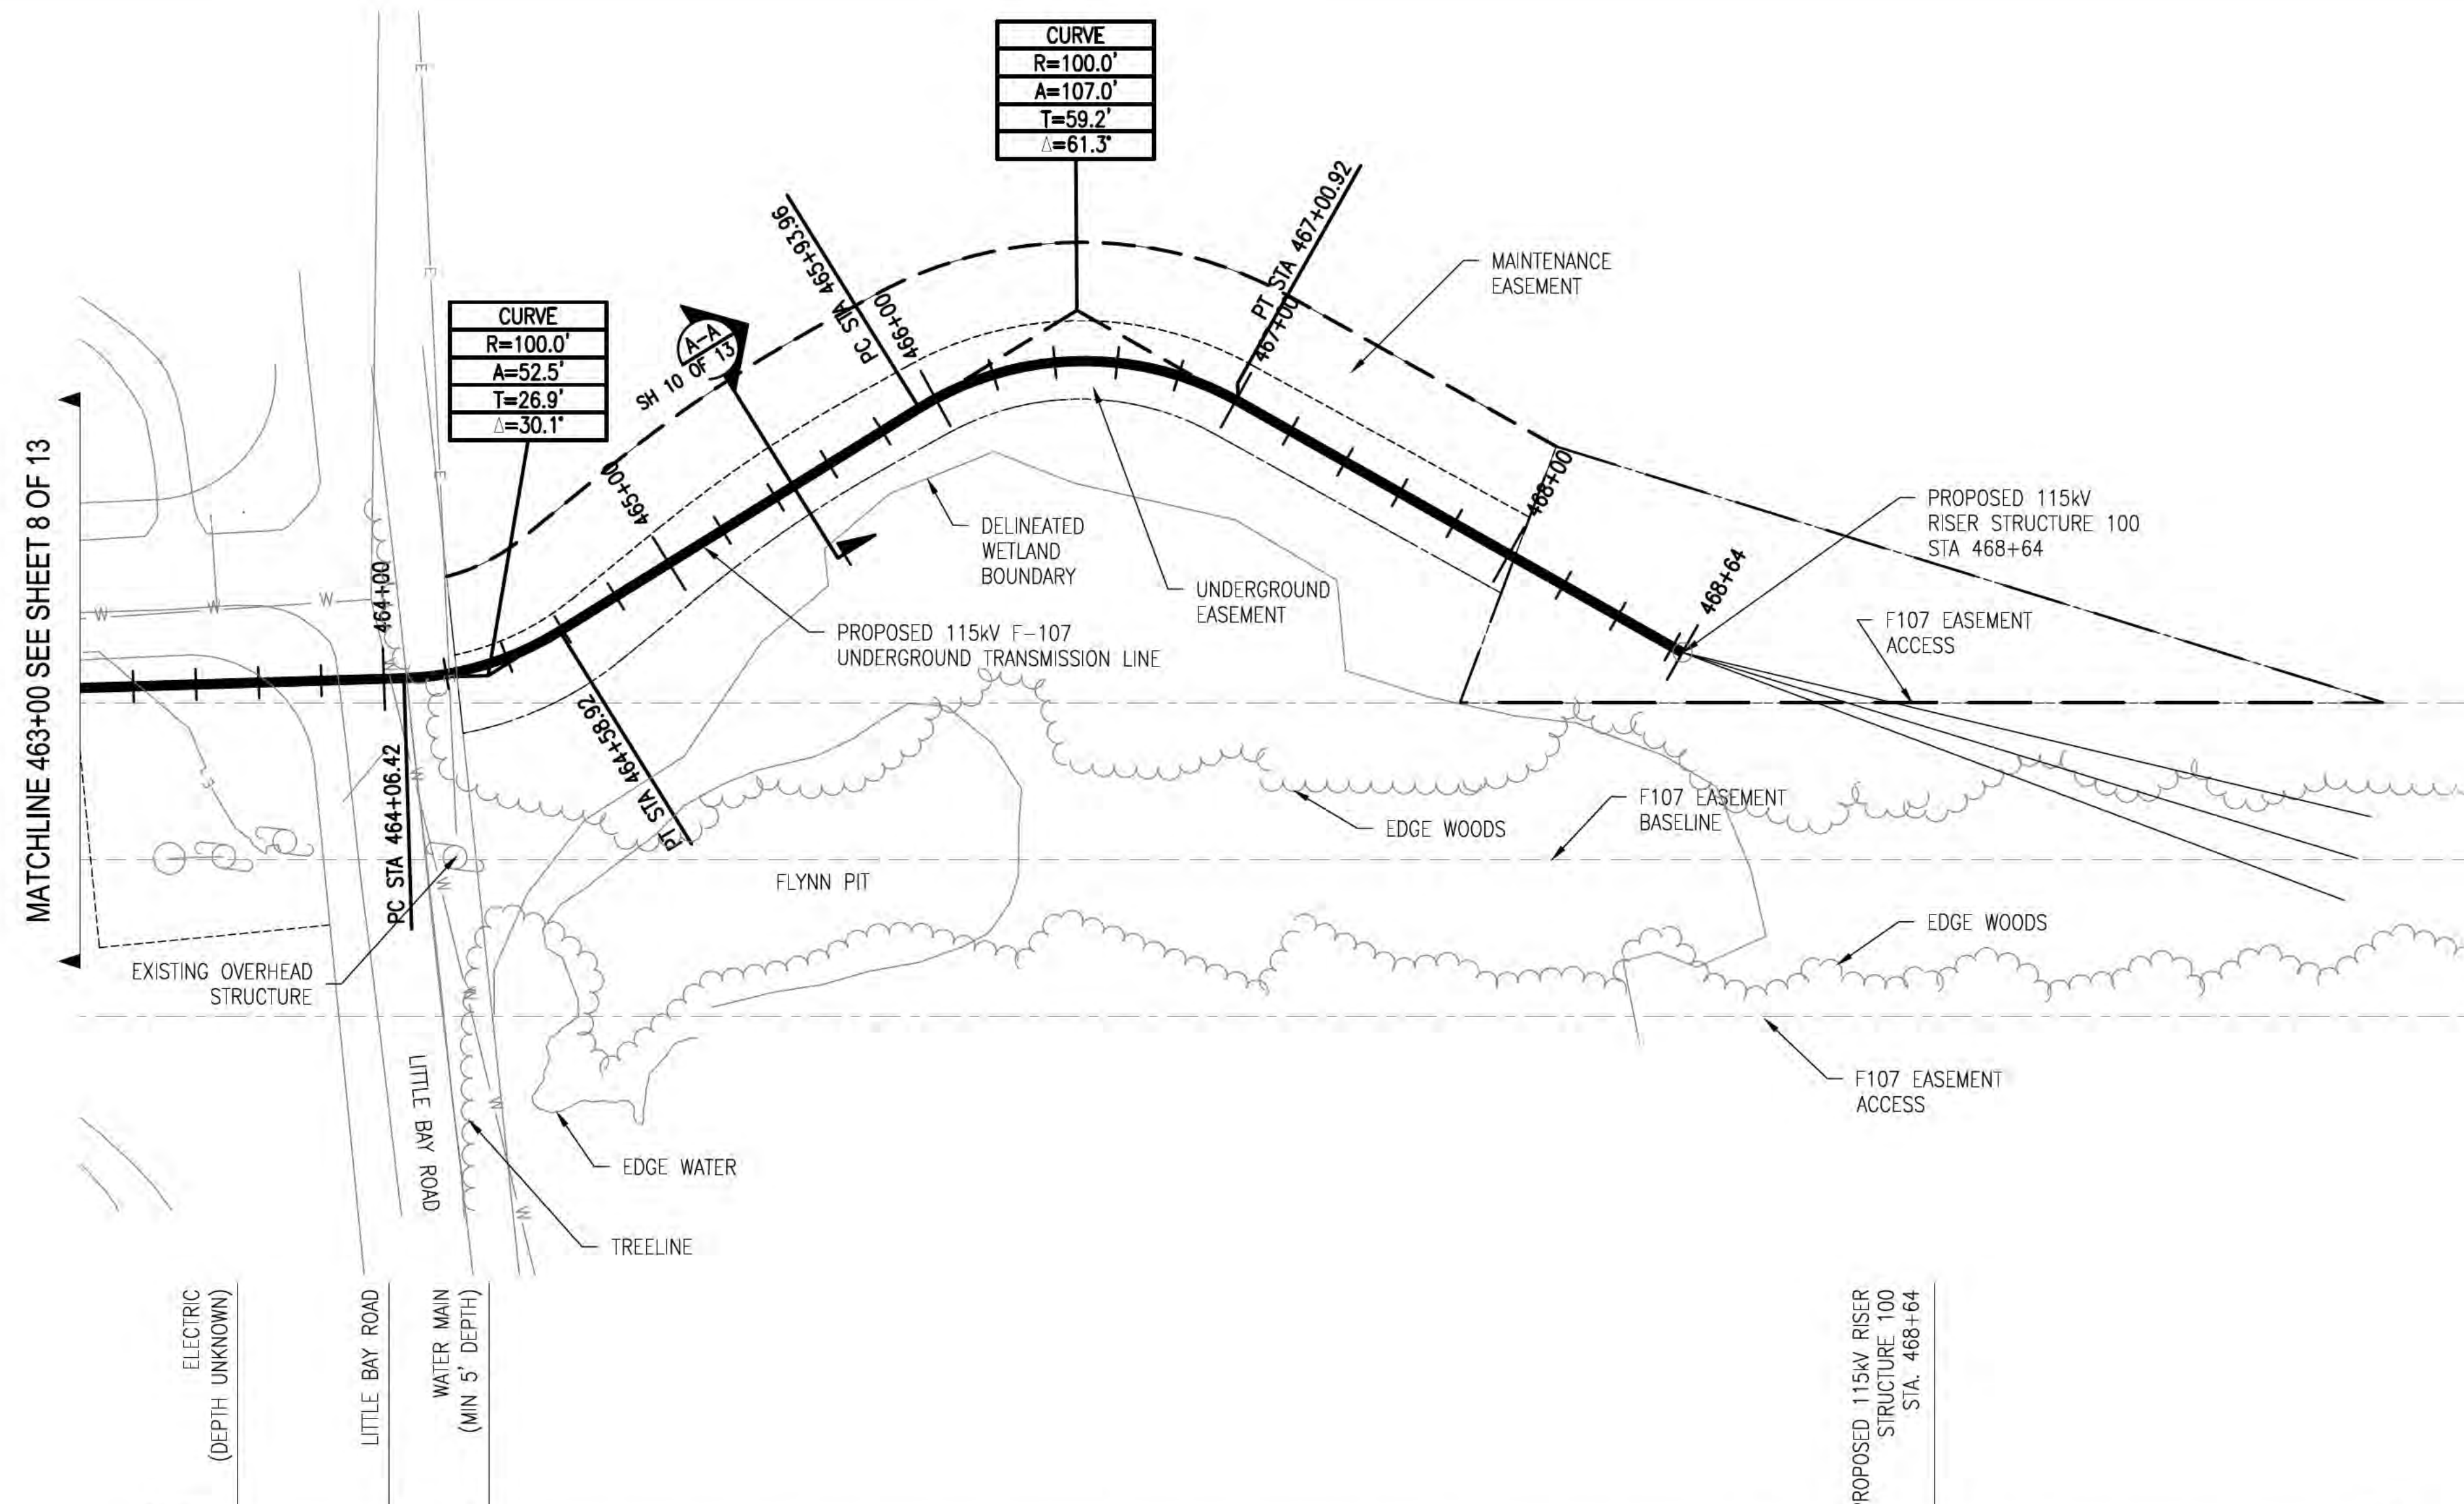 CURVE
R=100.0'
A=107.0'
T=59.2'
Δ=61.3°
CURVE
R=100.0'
A=52.5'
T=26.9'
Δ=30.1°
MATCHLINE 463+00 SEE SHEET 8 OF 13
464+00
PC STA 464+06.42
PT STA 464+58.92
465+00
A-A
SH 10 OF 13
PC STA 465+93.96
466+00
PT STA 467+00.92
467+00
468+00
468+64
MAINTENANCE
EASEMENT
DELINEATED
WETLAND
BOUNDARY
UNDERGROUND
EASEMENT
PROPOSED 115kV F-107
UNDERGROUND TRANSMISSION LINE
PROPOSED 115kV
RISER STRUCTURE 100
STA 468+64
F107 EASEMENT
ACCESS
F107 EASEMENT
BASELINE
EDGE WOODS
FLYNN PIT
EDGE WOODS
EXISTING OVERHEAD
STRUCTURE
F107 EASEMENT
ACCESS
LITTLE BAY ROAD
EDGE WATER
TREELINE
E
E
E
E
W
W
W
W
W
W
W
W
W
W
ELECTRIC
(DEPTH UNKNOWN)
LITTLE BAY ROAD
WATER MAIN
(MIN 5' DEPTH)
PROPOSED 115kV RISER
STRUCTURE 100
STA. 468+64